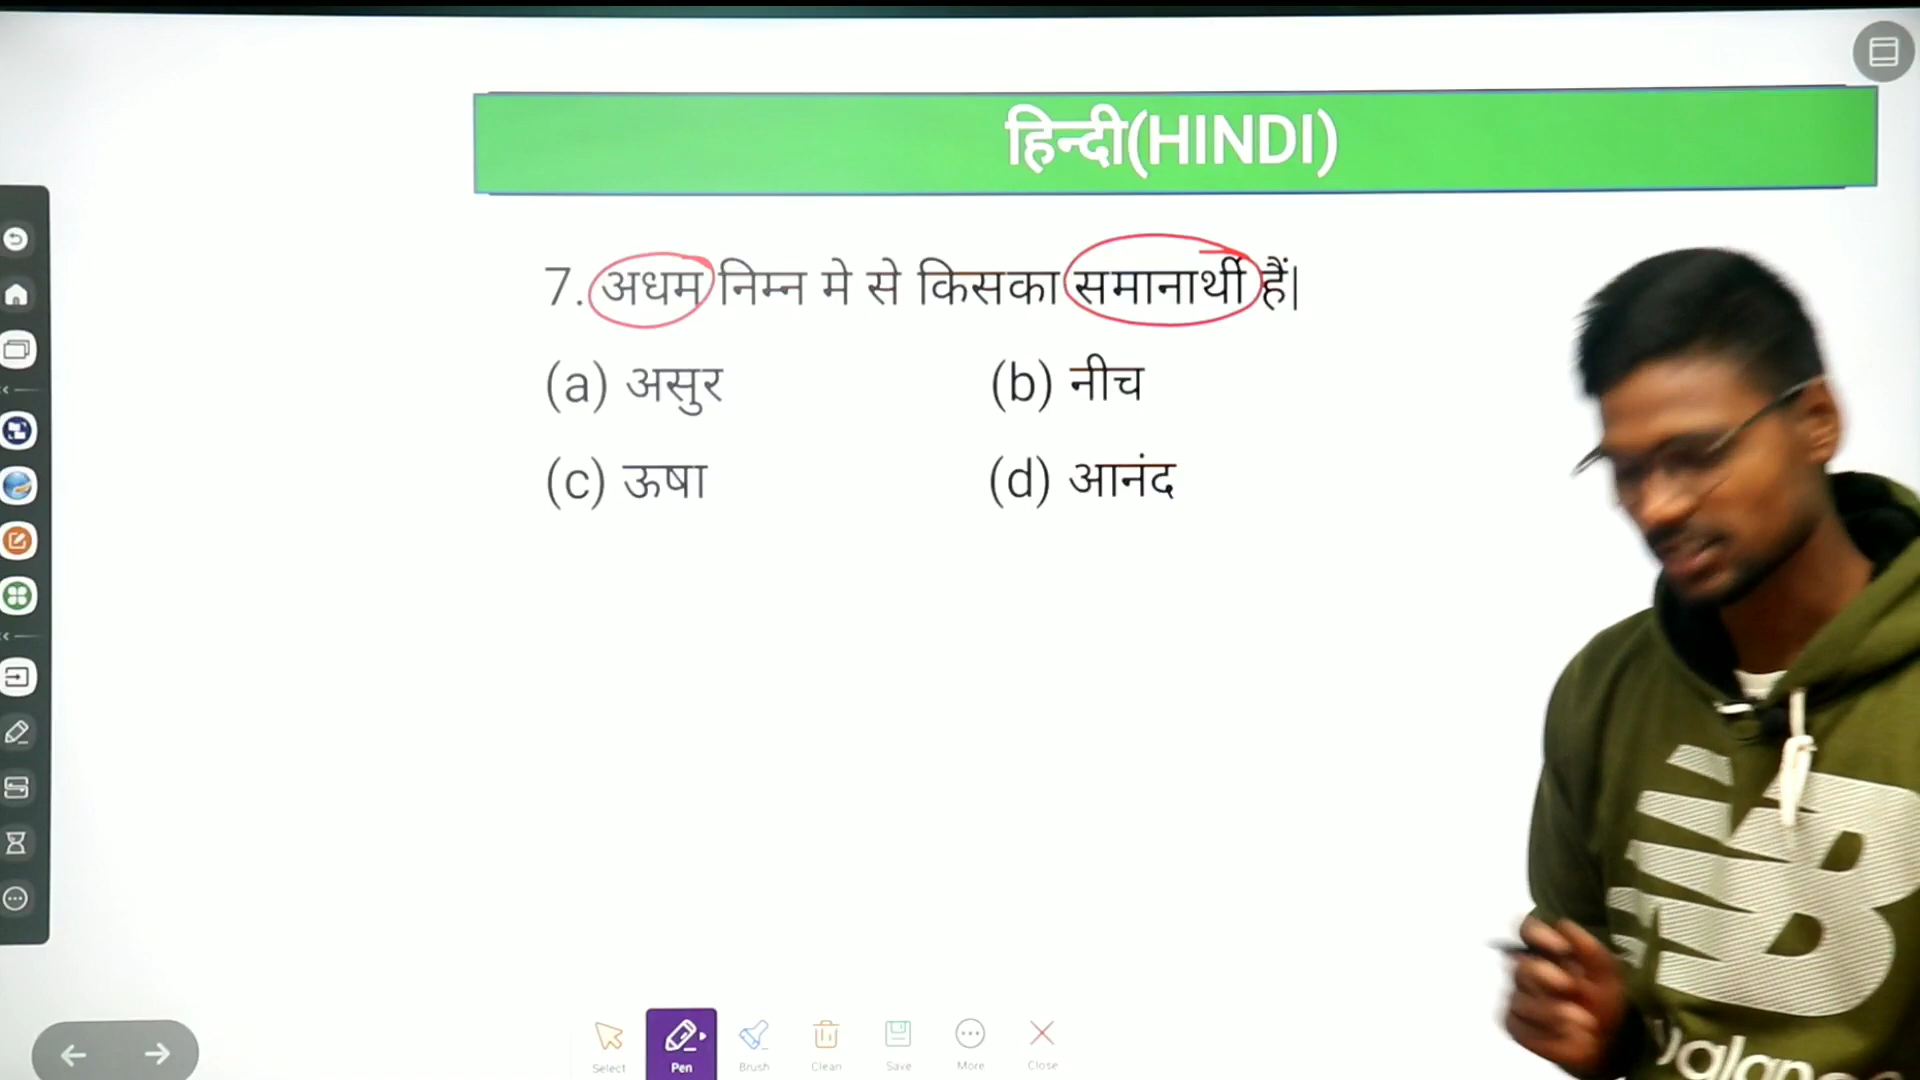 हिन्दी(HINDI)
7. अधम निम्न मे से किसका समानार्थी हैं|
(a) असुर
(b) नीच
(c) ऊषा
(d) आनंद
Select
Pen
Brush
Clean
Save
More
Close